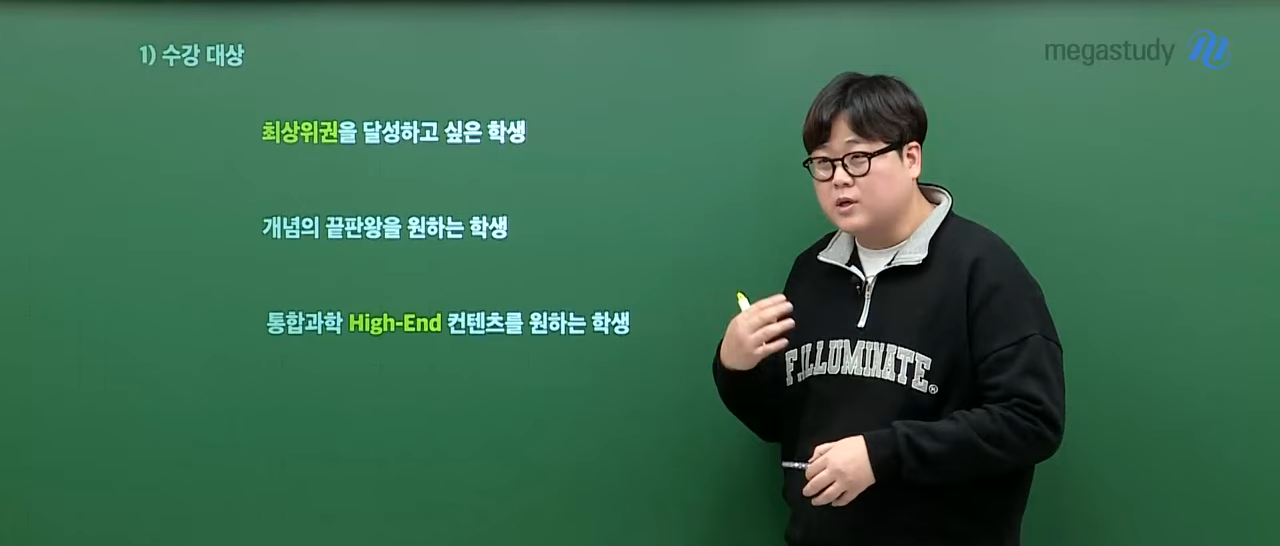 1) 수강 대상
megastudy
최상위권을 달성하고 싶은 학생
개념의 끝판왕을 원하는 학생
통합과학 High-End 컨텐츠를 원하는 학생
F.ILLUMINATE.®